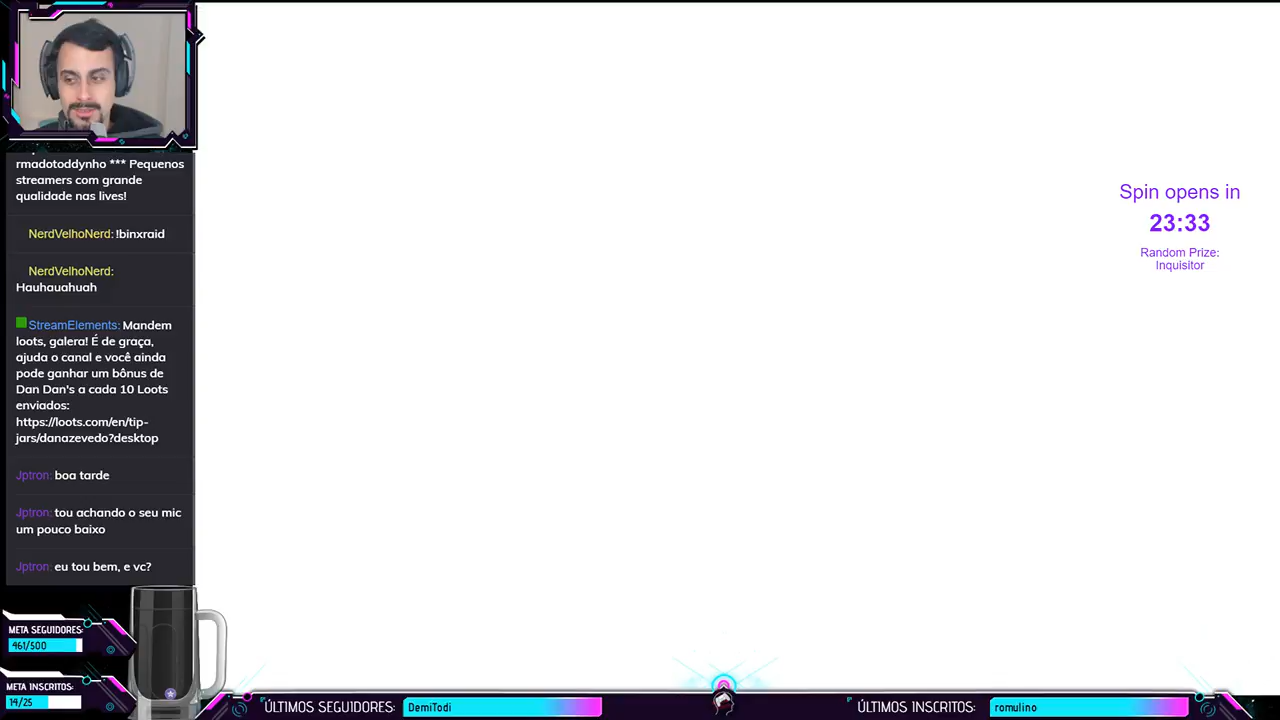 rmadotoddynho *** Pequenos
streamers com grande
qualidade nas lives!
NerdVelhoNerd: !binxraid
NerdVelhoNerd:
Hauhauahuah
StreamElements: Mandem
loots, galera! É de graça,
ajuda o canal e você ainda
pode ganhar um bônus de
Dan Dan's a cada 10 Loots
enviados:
https://loots.com/en/tip-
jars/danazevedo?desktop
Jptron: boa tarde
Jptron: tou achando o seu mic
um pouco baixo
Jptron: eu tou bem, e vc?
META SEGUIDORES:
461/500
META INSCRITOS:
14/25
Spin opens in
23:33
Random Prize:
Inquisitor
ÚLTIMOS SEGUIDORES: DemiTodi
ÚLTIMOS INSCRITOS: romulino